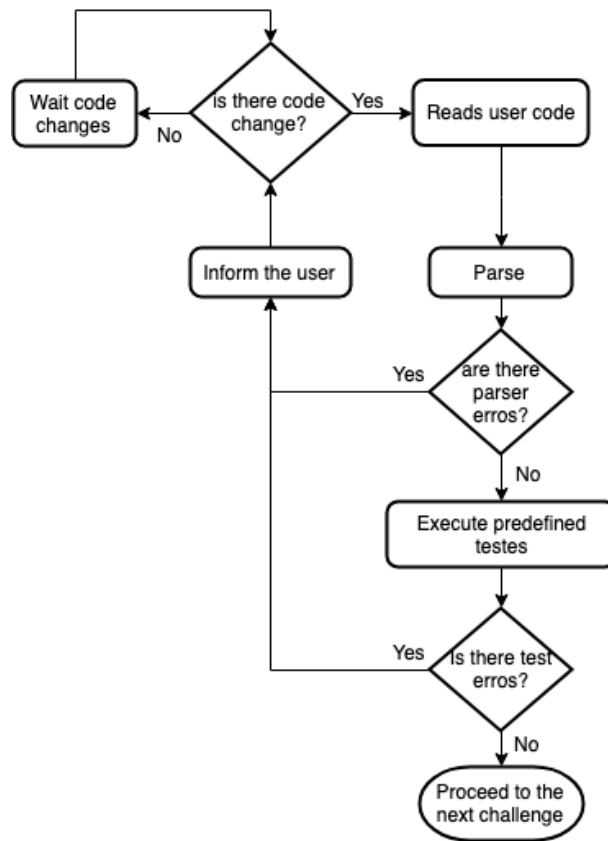 Wait code
changes
is there code
change?
Yes
No
Reads user code
Inform the user
Parse
are there
parser
erros?
Yes
No
Execute predefined
testes
Is there test
erros?
Yes
No
Proceed to the
next challenge